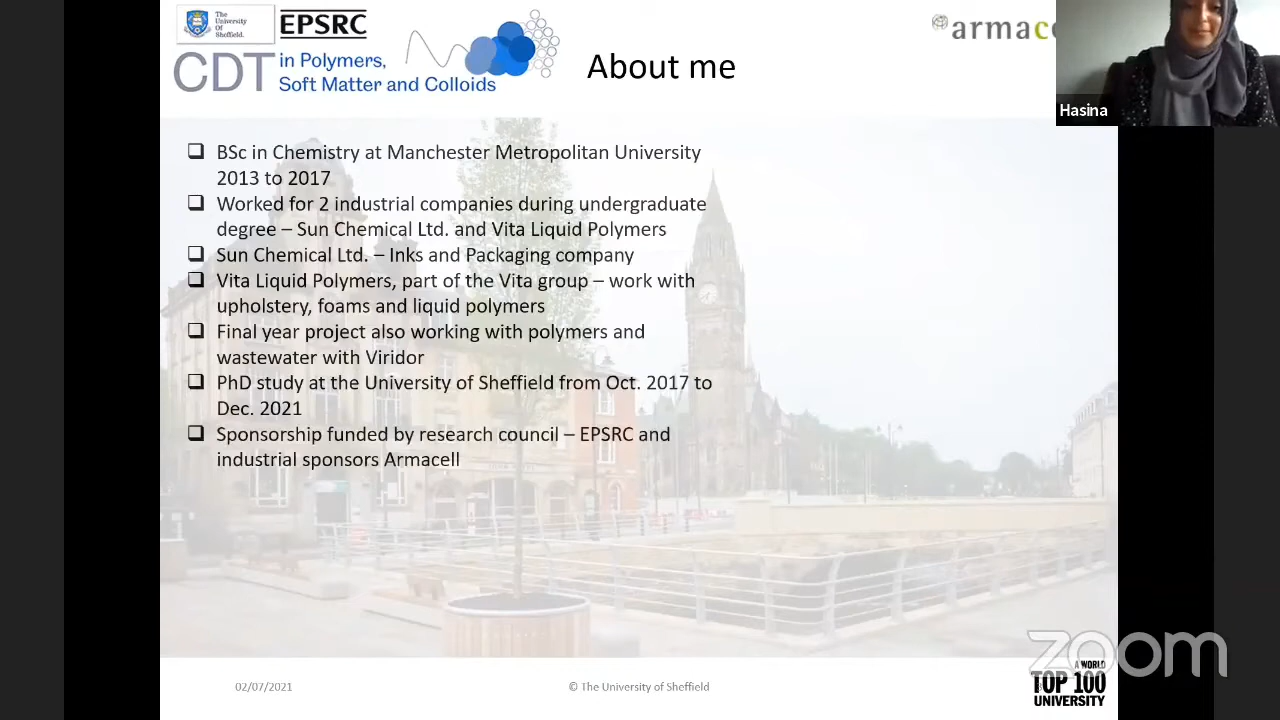 The
University
Of
Sheffield.
EPSRC
CDT
in Polymers,
Soft Matter and Colloids
About me
Hasina
BSc in Chemistry at Manchester Metropolitan University
2013 to 2017
Worked for 2 industrial companies during undergraduate
degree – Sun Chemical Ltd. and Vita Liquid Polymers
Sun Chemical Ltd. – Inks and Packaging company
Vita Liquid Polymers, part of the Vita group – work with
upholstery, foams and liquid polymers
Final year project also working with polymers and
wastewater with Viridor
PhD study at the University of Sheffield from Oct. 2017 to
Dec. 2021
Sponsorship funded by research council – EPSRC and
industrial sponsors Armacell
02/07/2021
© The University of Sheffield
zoom
A WORLD
TOP 100
UNIVERSITY